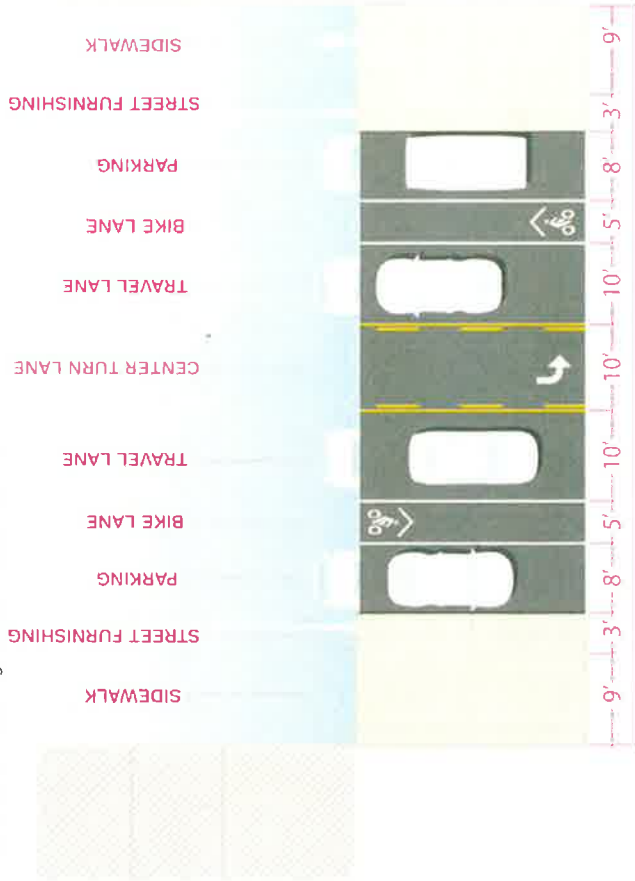 SIDEWALK
STREET FURNISHING
PARKING
BIKE LANE
TRAVEL LANE
CENTER TURN LANE
TRAVEL LANE
BIKE LANE
PARKING
STREET FURNISHING
SIDEWALK
9' 3' 8' 5' 10' 10' 10' 5' 8' 3' 9'